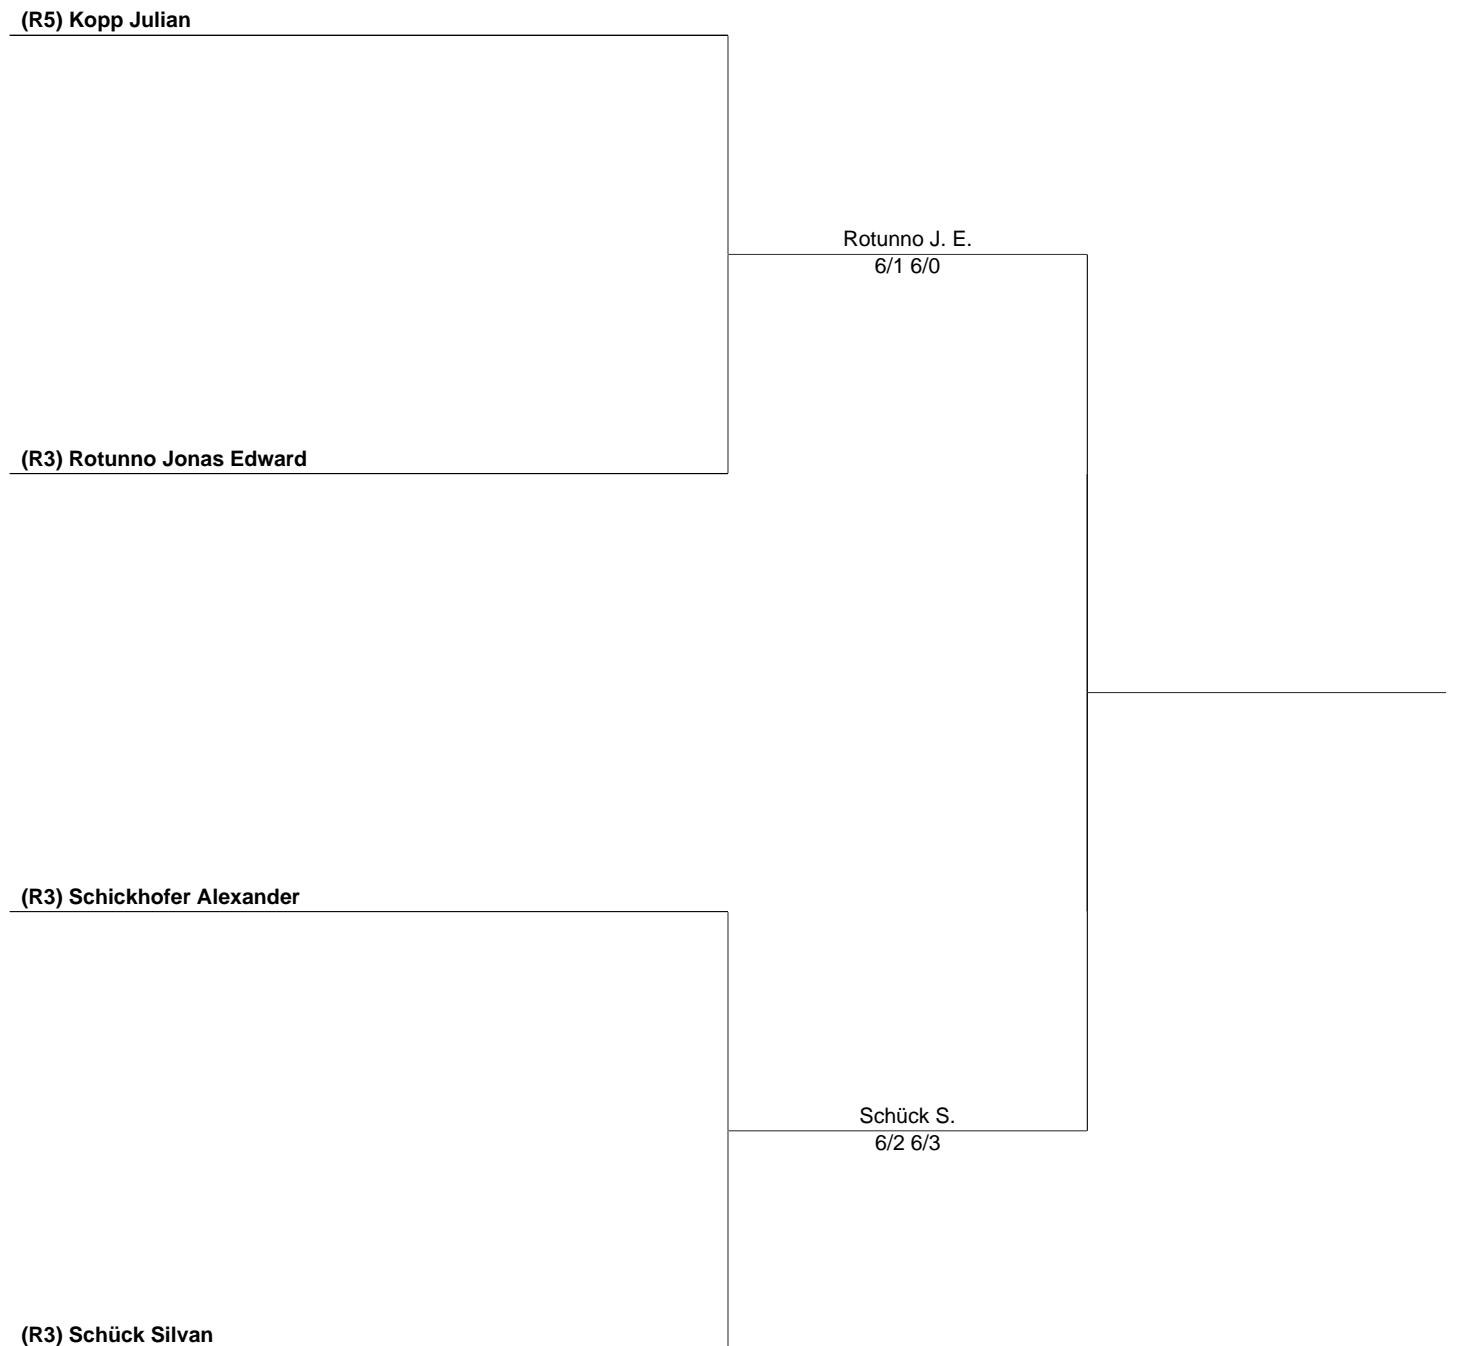 (R5) Kopp Julian
Rotunno J. E.
6/1 6/0
(R3) Rotunno Jonas Edward
(R3) Schickhofer Alexander
Schück S.
6/2 6/3
(R3) Schück Silvan